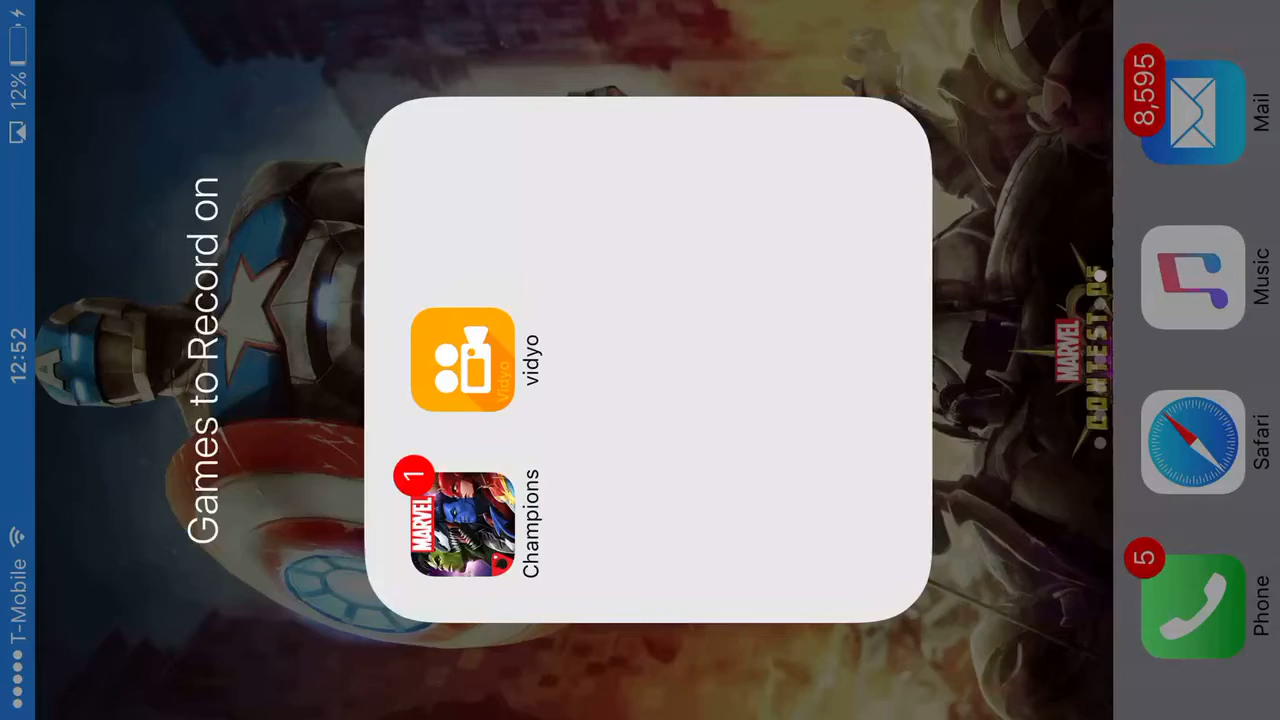 T-Mobile
12:52
12%
Games to Record on
1
MARVEL
Champions
Vidyo
vidyo
MARVEL
CONTEST OF
5
Phone
Safari
Music
8,595
Mail